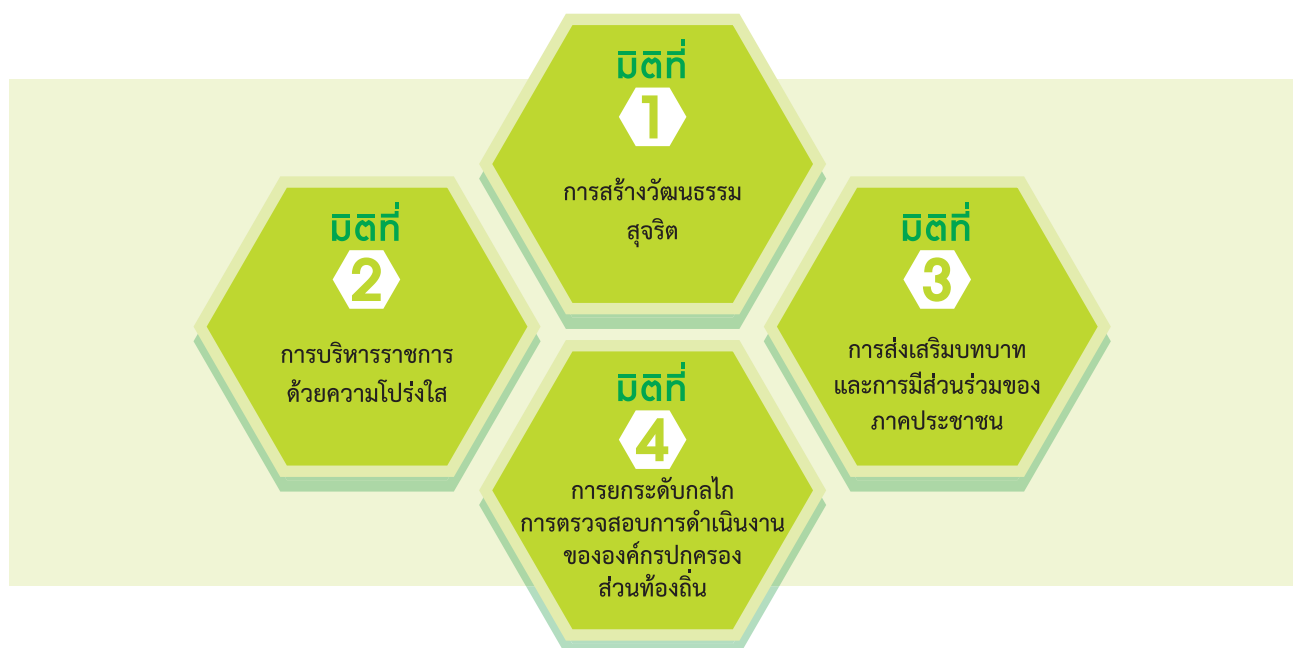 มิติที่
1
การสร้างวัฒนธรรม
สุจริต
มิติที่
2
การบริหารราชการ
ด้วยความโปร่งใส
มิติที่
3
การส่งเสริมบทบาท
และการมีส่วนร่วมของ
ภาคประชาชน
มิติที่
4
การยกระดับกลไก
การตรวจสอบการดำเนินงาน
ขององค์กรปกครอง
ส่วนท้องถิ่น